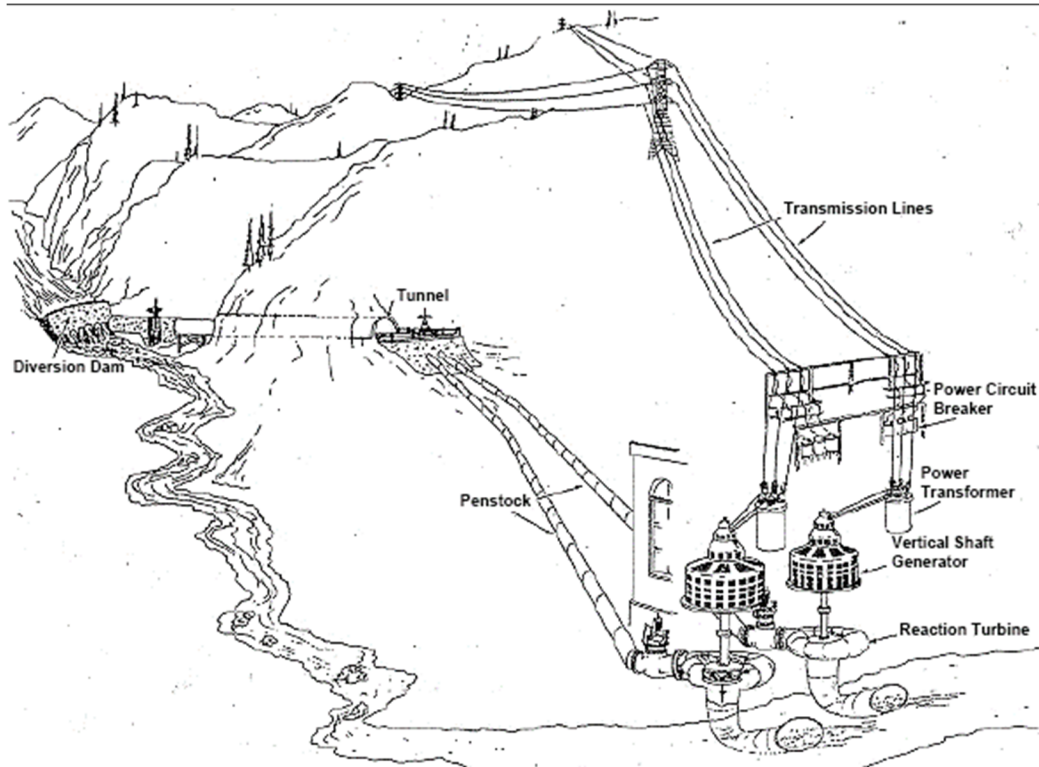 Transmission Lines
Tunnel
Diversion Dam
Power Circuit
Breaker
Penstock
Power
Transformer
Vertical Shaft
Generator
Reaction Turbine